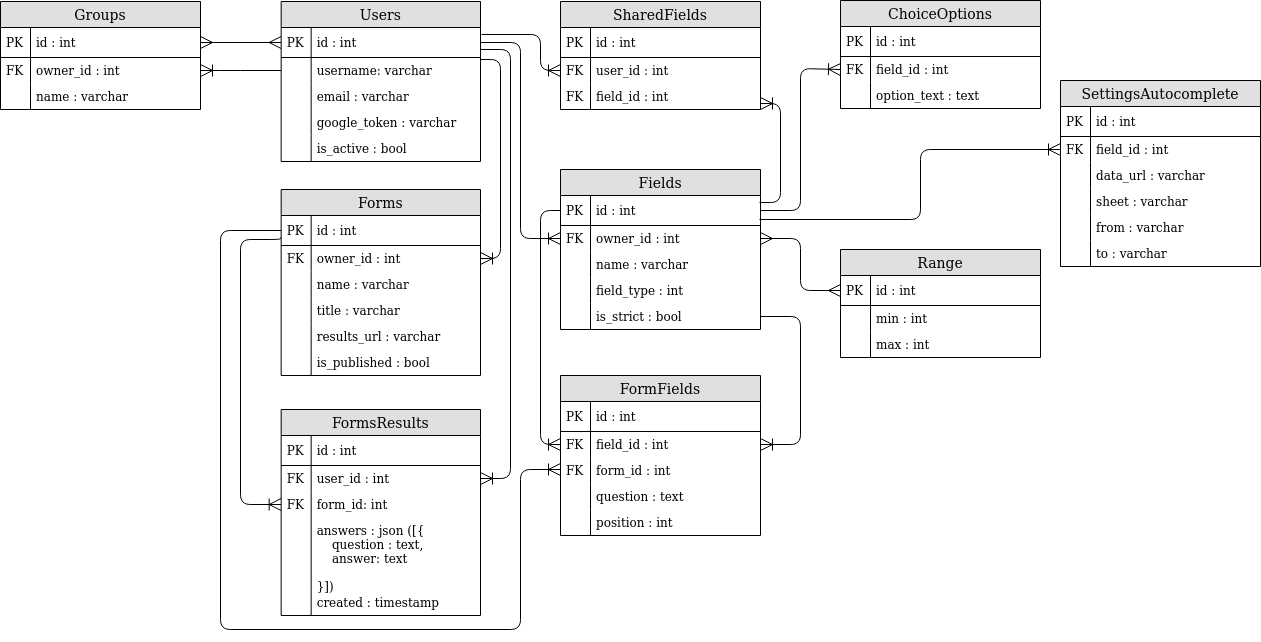 Groups
PK id : int
FK owner_id : int
name : varchar
Users
PK id : int
username: varchar
email : varchar
google_token : varchar
is_active : bool
SharedFields
PK id : int
FK user_id : int
FK field_id : int
ChoiceOptions
PK id : int
FK field_id : int
option_text : text
SettingsAutocomplete
PK id : int
FK field_id : int
data_url : varchar
sheet : varchar
from : varchar
to : varchar
Forms
PK id : int
FK owner_id : int
name : varchar
title : varchar
results_url : varchar
is_published : bool
Fields
PK id : int
FK owner_id : int
name : varchar
field_type : int
is_strict : bool
Range
PK id : int
min : int
max : int
FormsResults
PK id : int
FK user_id : int
FK form_id: int
answers : json ([{
question : text,
answer: text
}])
created : timestamp
FormFields
PK id : int
FK field_id : int
FK form_id : int
question : text
position : int